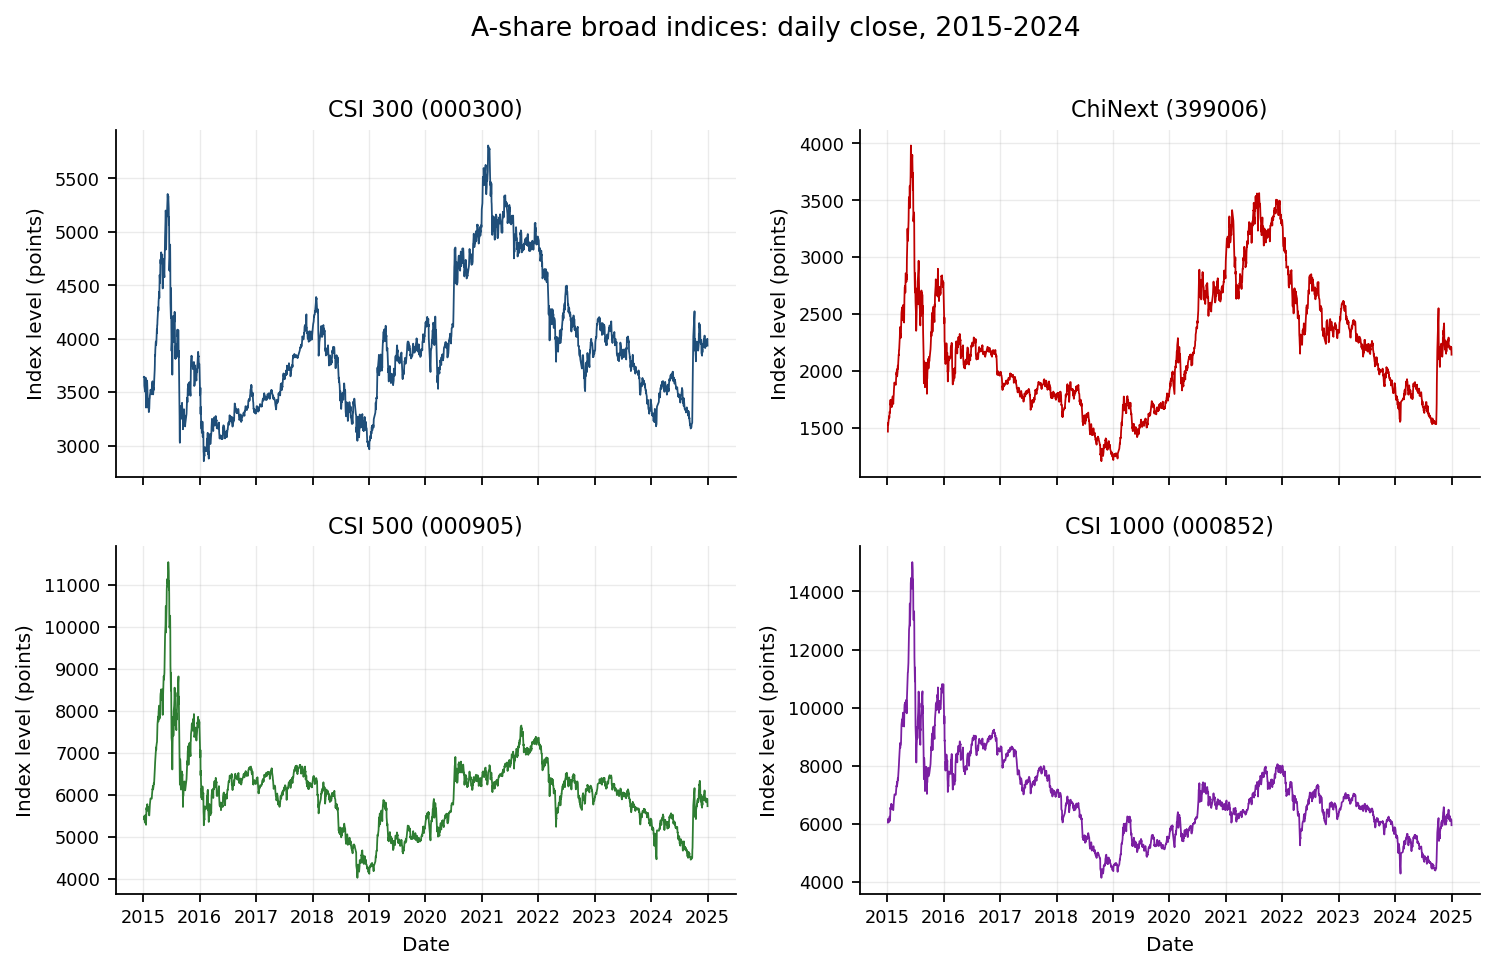 A-share broad indices: daily close, 2015-2024
CSI 300 (000300)
Index level (points)
5500
5000
4500
4000
3500
3000
ChiNext (399006)
Index level (points)
4000
3500
3000
2500
2000
1500
CSI 500 (000905)
Index level (points)
11000
10000
9000
8000
7000
6000
5000
4000
2015 2016 2017 2018 2019 2020 2021 2022 2023 2024 2025
Date
CSI 1000 (000852)
Index level (points)
14000
12000
10000
8000
6000
4000
2015 2016 2017 2018 2019 2020 2021 2022 2023 2024 2025
Date